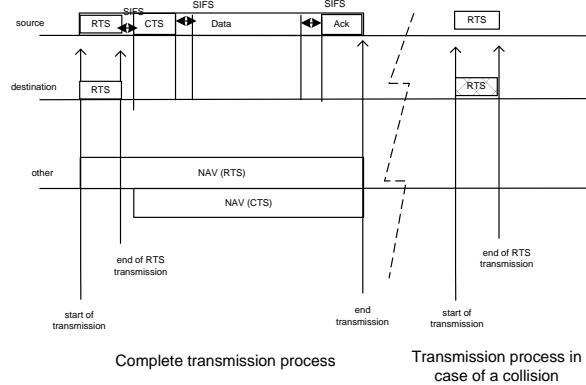 SIFS
SIFS
SIFS
source
RTS
CTS
Data
Ack
RTS
destination
RTS
RTS
other
NAV (RTS)
NAV (CTS)
end of RTS
transmission
end of RTS
transmission
start of
transmission
end
transmission
start of
transmission
Complete transmission process
Transmission process in
case of a collision